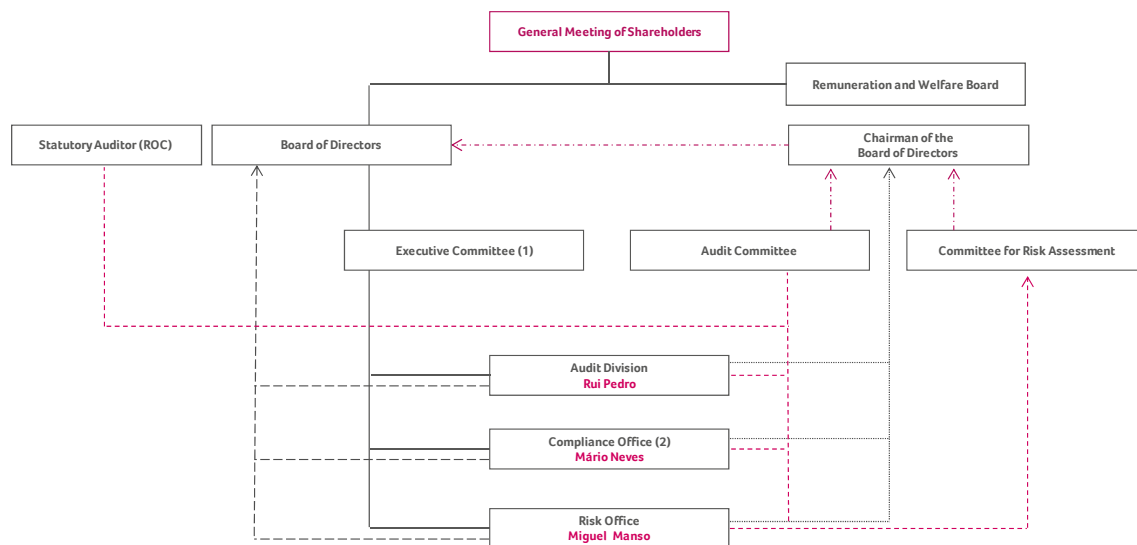 General Meeting of Shareholders
Remuneration and Welfare Board
Statutory Auditor (ROC)
Board of Directors
Chairman of the
Board of Directors
Executive Committee (1)
Audit Committee
Committee for Risk Assessment
Audit Division
Rui Pedro
Compliance Office (2)
Mário Neves
Risk Office
Miguel Manso